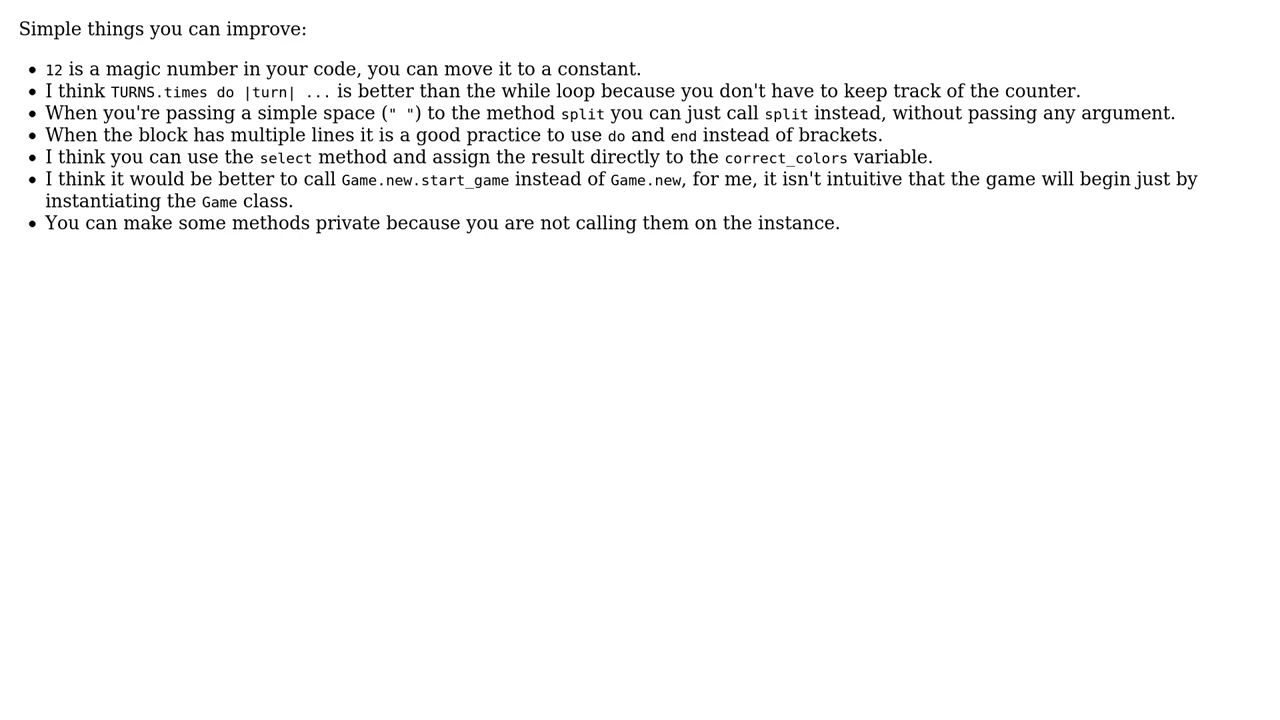 Simple things you can improve:
12 is a magic number in your code, you can move it to a constant.
I think TURNS.times do |turn| ... is better than the while loop because you don't have to keep track of the counter.
When you're passing a simple space (" ") to the method split you can just call split instead, without passing any argument.
When the block has multiple lines it is a good practice to use do and end instead of brackets.
I think you can use the select method and assign the result directly to the correct_colors variable.
I think it would be better to call Game.new.start_game instead of Game.new, for me, it isn't intuitive that the game will begin just by
instantiating the Game class.
You can make some methods private because you are not calling them on the instance.